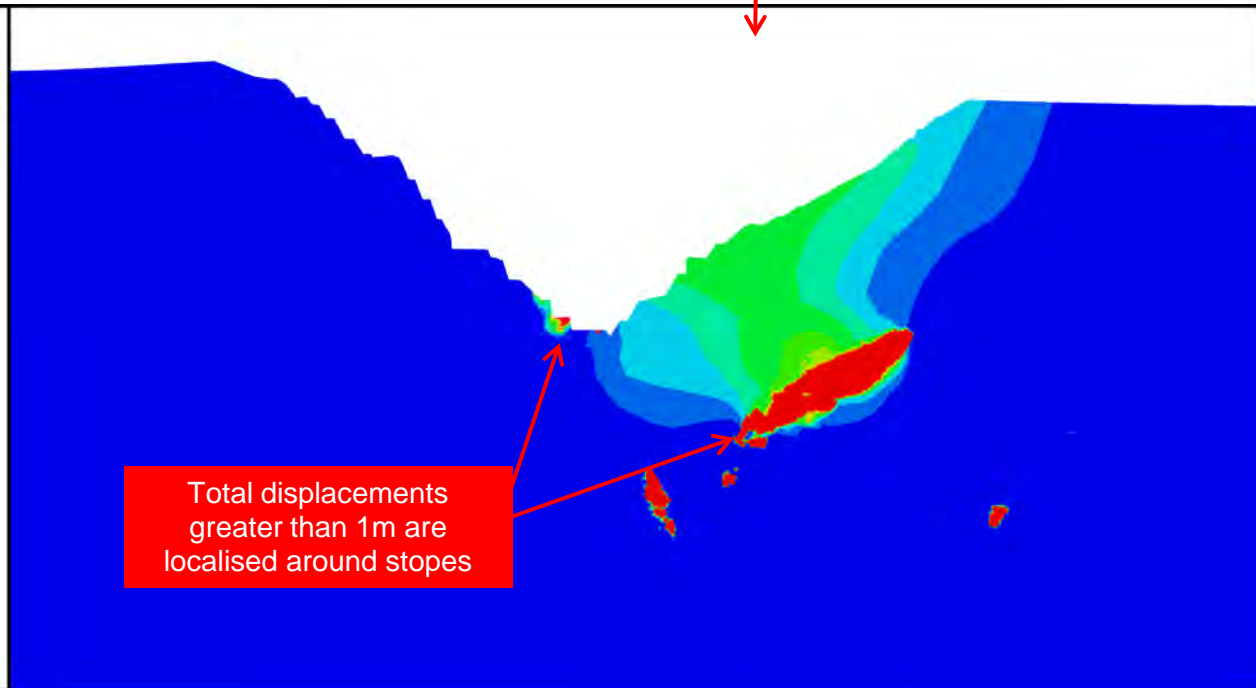 Total displacements
greater than 1m are
localised around stopes